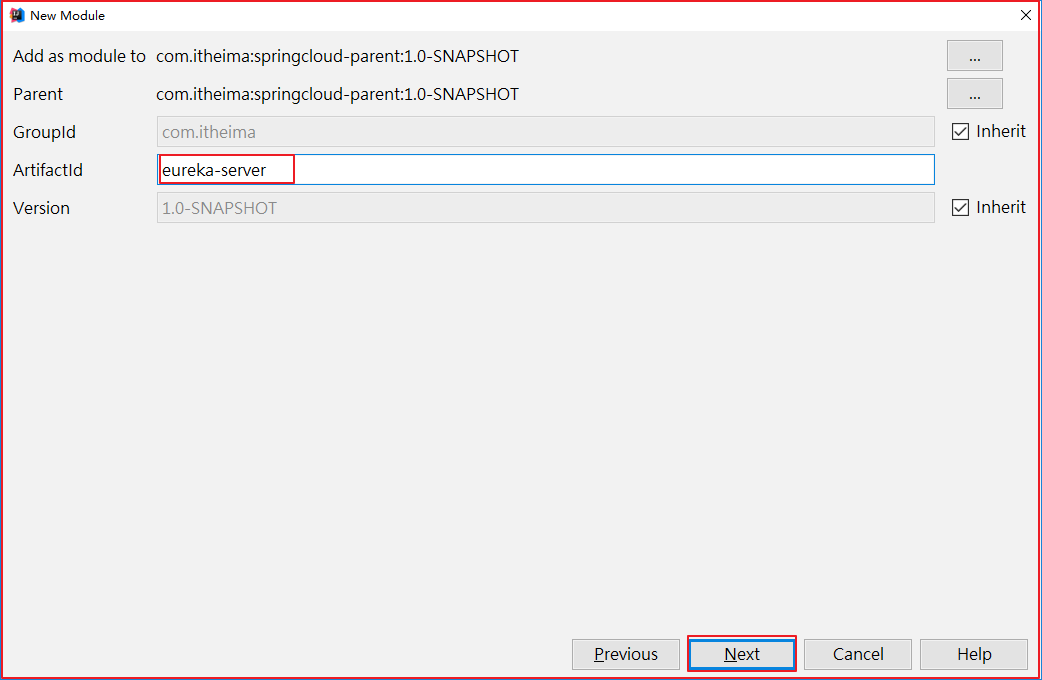 New Module
Add as module to com.itheima:springcloud-parent:1.0-SNAPSHOT ...
Parent com.itheima:springcloud-parent:1.0-SNAPSHOT ...
GroupId com.itheima Inherit
ArtifactId eureka-server
Version 1.0-SNAPSHOT Inherit
Previous Next Cancel Help